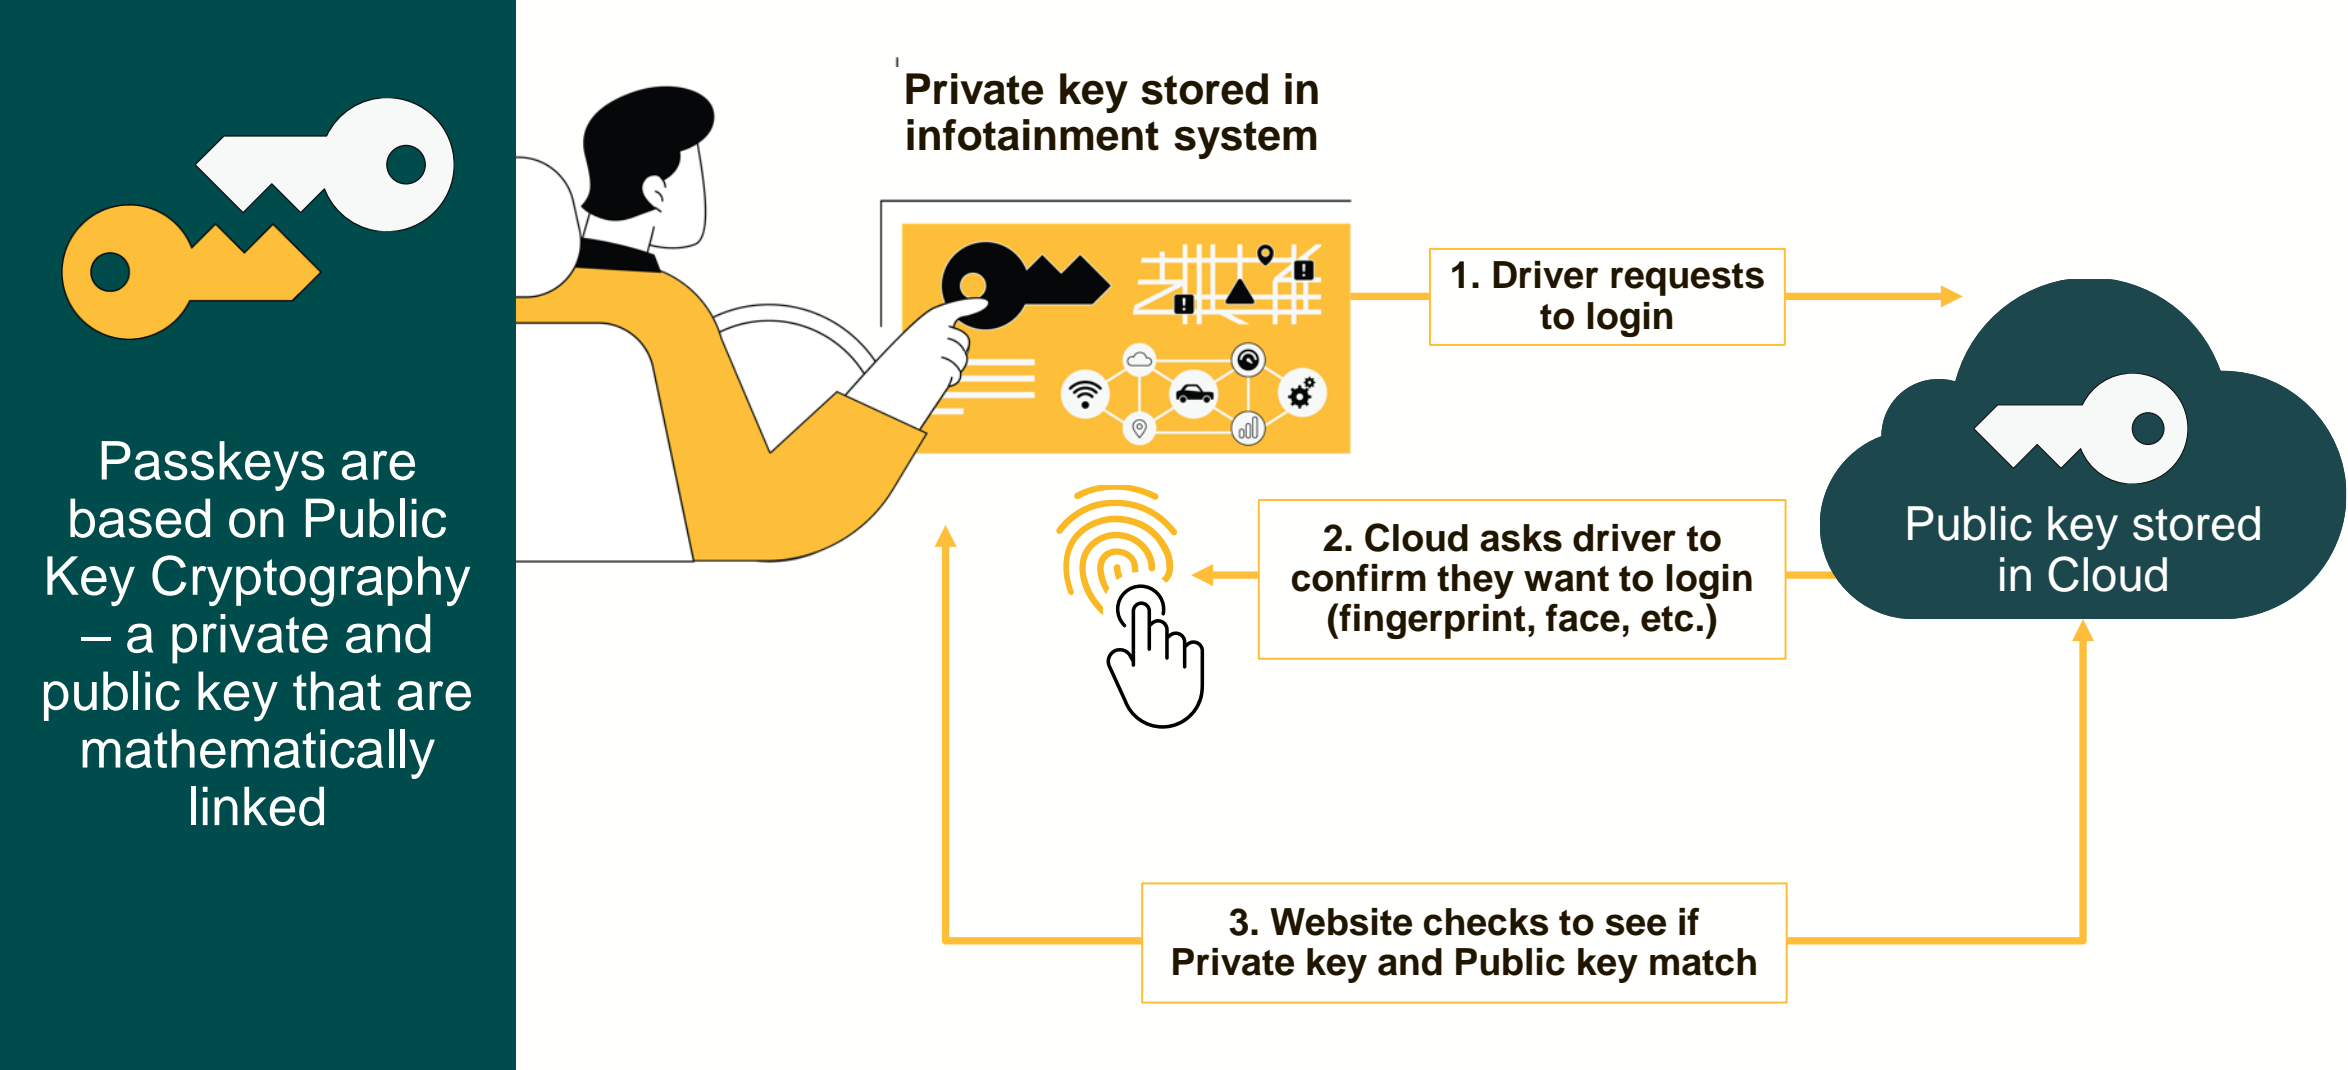 Passkeys are
based on Public
Key Cryptography
– a private and
public key that are
mathematically
linked
Private key stored in
infotainment system
1. Driver requests
to login
Public key stored
in Cloud
2. Cloud asks driver to
confirm they want to login
(fingerprint, face, etc.)
3. Website checks to see if
Private key and Public key match